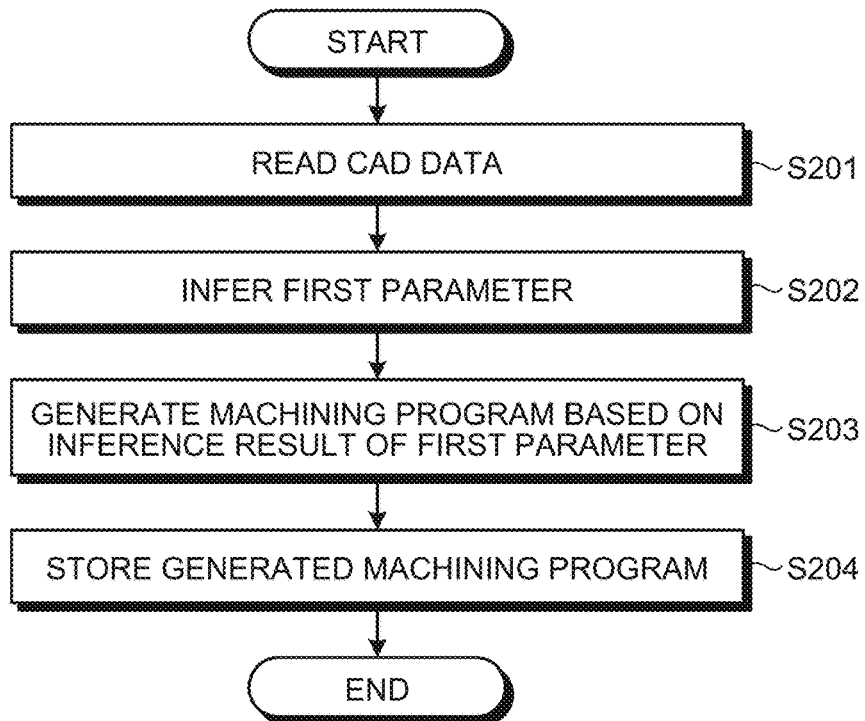 START
READ CAD DATA
S201
INFER FIRST PARAMETER
S202
GENERATE MACHINING PROGRAM BASED ON
INFERENCE RESULT OF FIRST PARAMETER
S203
STORE GENERATED MACHINING PROGRAM
S204
END